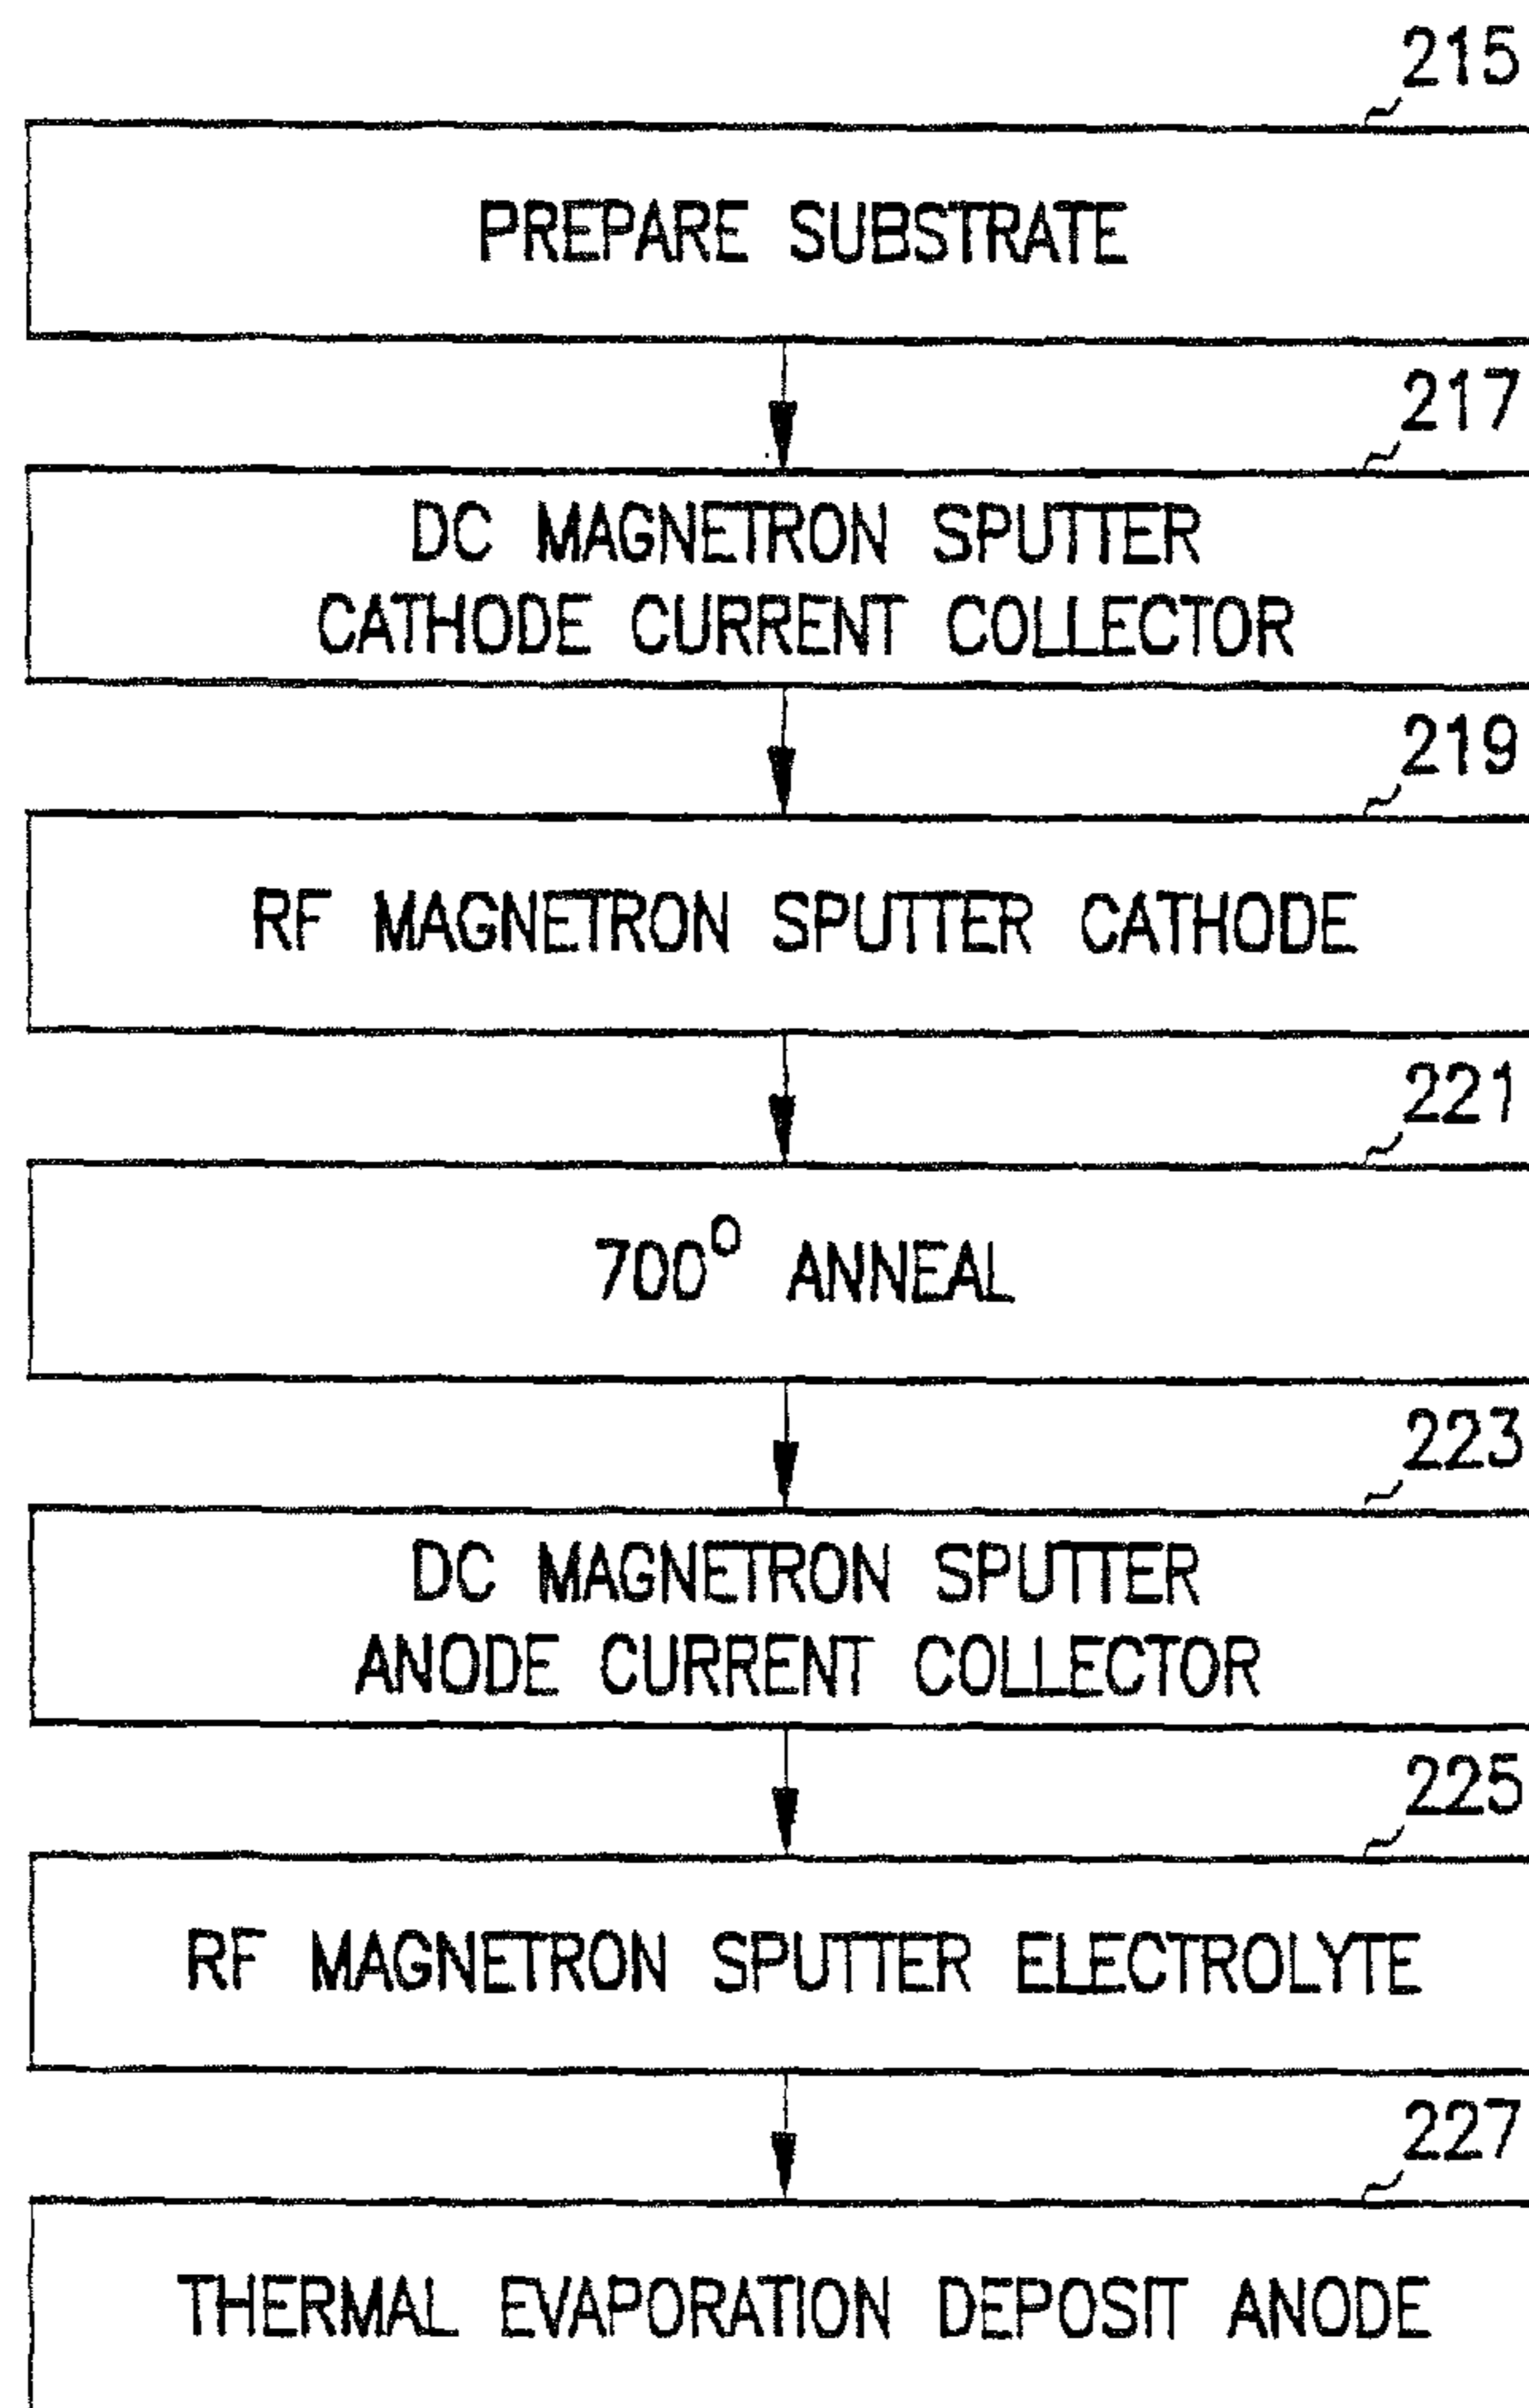 215
PREPARE SUBSTRATE
217
DC MAGNETRON SPUTTER
CATHODE CURRENT COLLECTOR
219
RF MAGNETRON SPUTTER CATHODE
221
700° ANNEAL
223
DC MAGNETRON SPUTTER
ANODE CURRENT COLLECTOR
225
RF MAGNETRON SPUTTER ELECTROLYTE
227
THERMAL EVAPORATION DEPOSIT ANODE